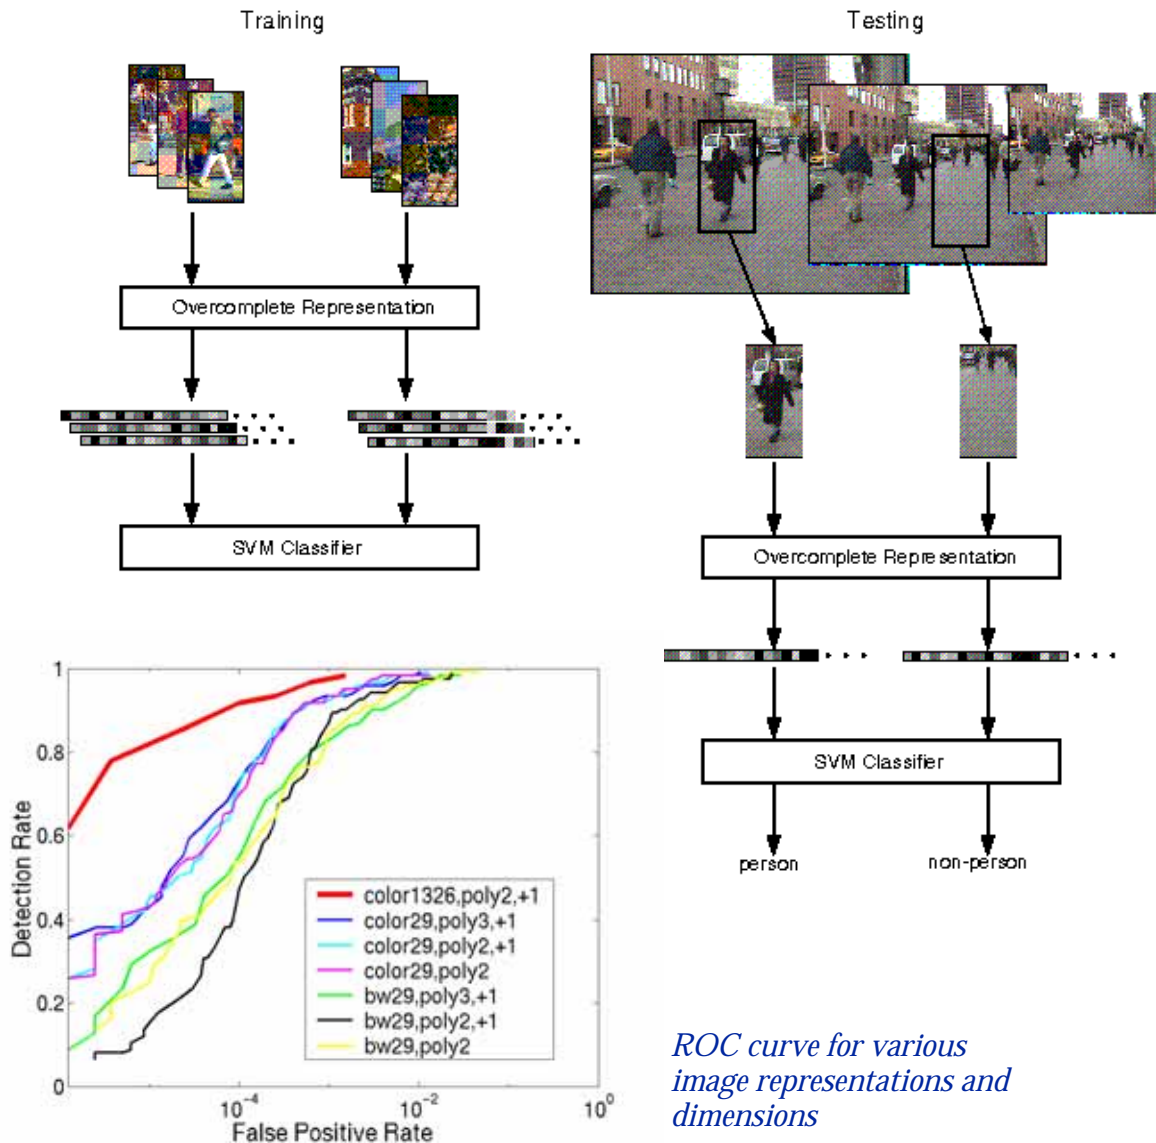 Training
Testing
Overcomplete Representation
SVM Classifier
Overcomplete Representation
SVM Classifier
person
non-person
1
0.8
0.6
0.4
0.2
0
Detection Rate
color1326,poly2,+1
color29,poly3,+1
color29,poly2,+1
color29,poly2
bw29,poly3,+1
bw29,poly2,+1
bw29,poly2
10⁻⁴
10⁻²
10⁰
False Positive Rate
ROC curve for various
image representations and
dimensions